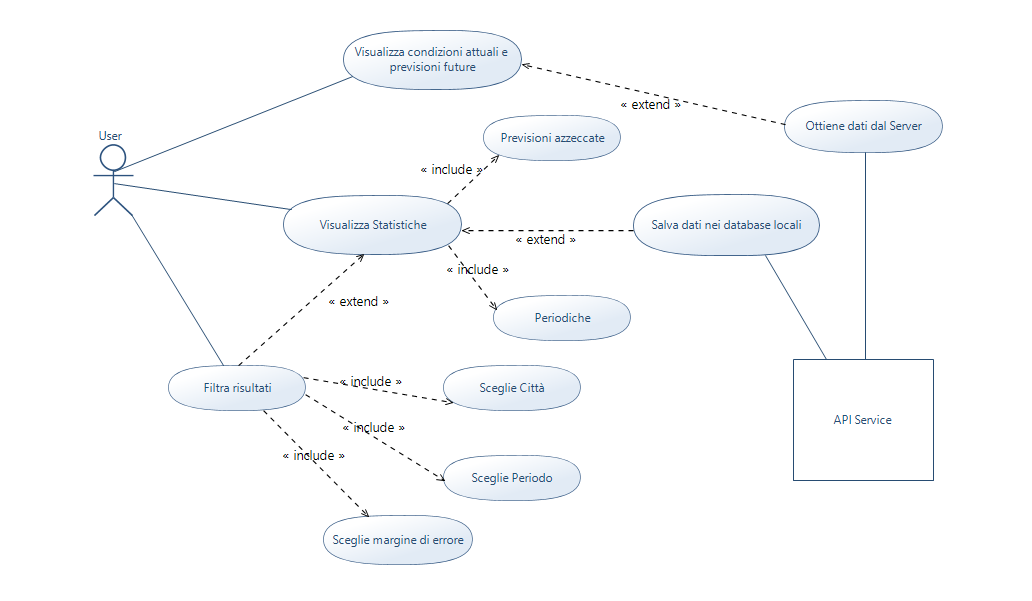 Visualizza condizioni attuali e
previsioni future
« extend »
Ottiene dati dal Server
User
Previsioni azzeccate
« include »
Visualizza Statistiche
Salva dati nei database locali
« extend »
« include »
« extend »
Periodiche
Filtra risultati
« include »
Sceglie Città
« include »
API Service
« include »
Sceglie Periodo
Sceglie margine di errore